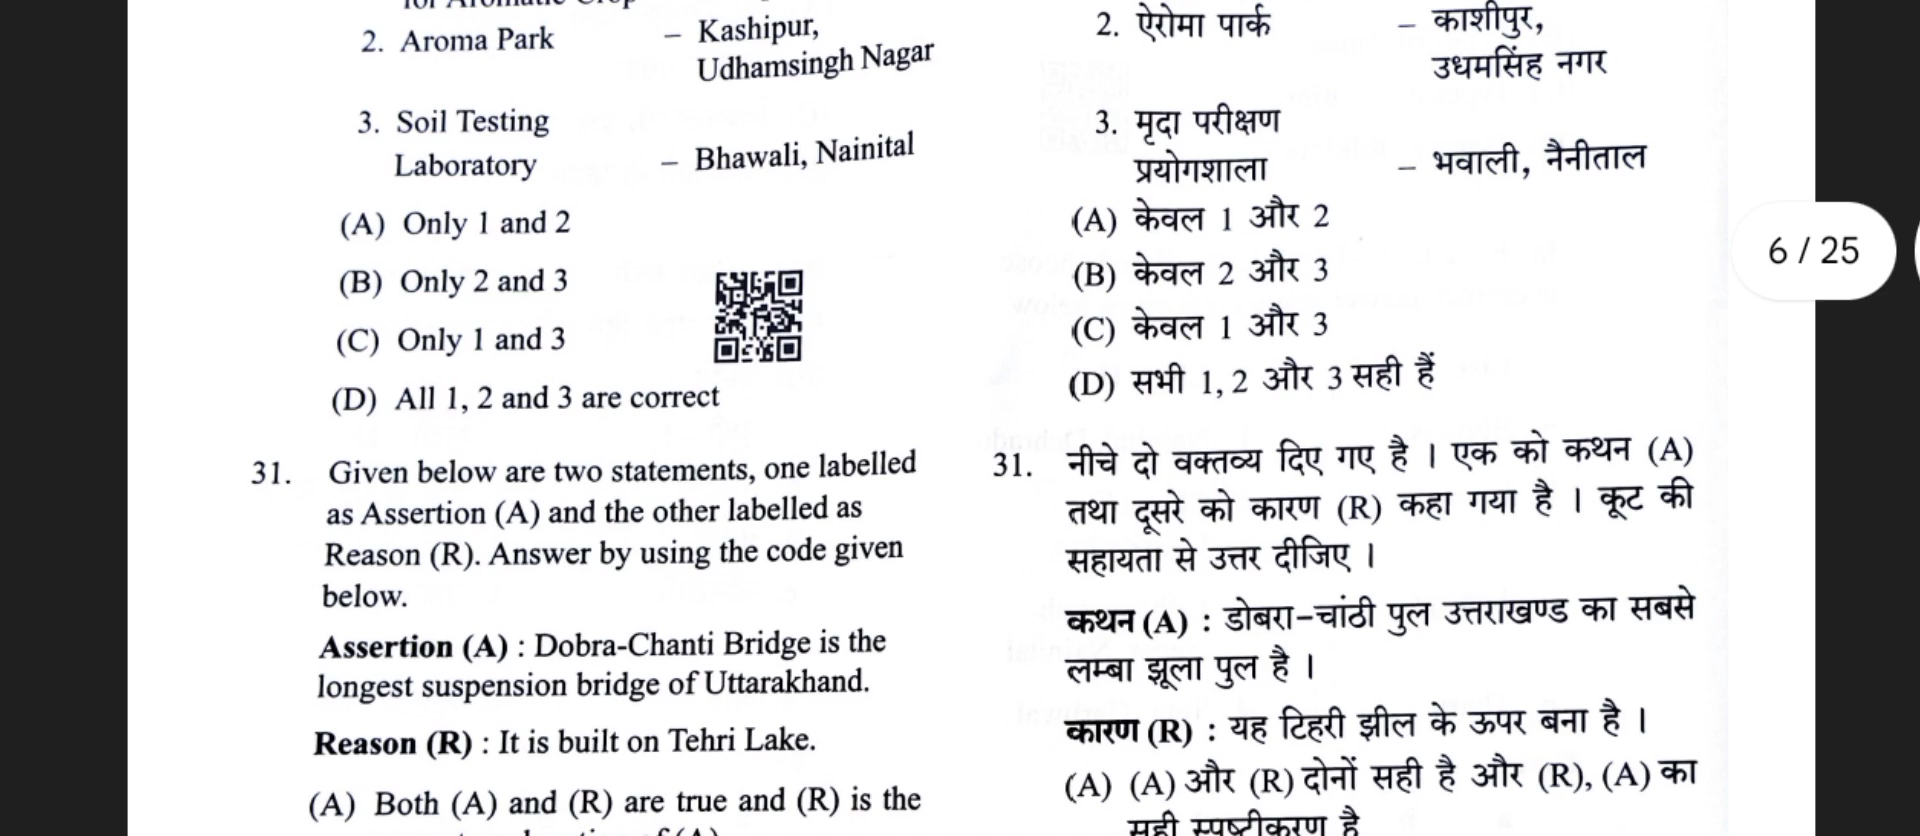 2. Aroma Park – Kashipur,
Udhamsingh Nagar
3. Soil Testing
Laboratory – Bhawali, Nainital
(A) Only 1 and 2
(B) Only 2 and 3
(C) Only 1 and 3
(D) All 1, 2 and 3 are correct
31. Given below are two statements, one labelled
as Assertion (A) and the other labelled as
Reason (R). Answer by using the code given
below.
Assertion (A) : Dobra-Chanti Bridge is the
longest suspension bridge of Uttarakhand.
Reason (R) : It is built on Tehri Lake.
(A) Both (A) and (R) are true and (R) is the
2. ऐरोमा पार्क – काशीपुर,
उधमसिंह नगर
3. मृदा परीक्षण
प्रयोगशाला – भवाली, नैनीताल
(A) केवल 1 और 2
(B) केवल 2 और 3
(C) केवल 1 और 3
(D) सभी 1, 2 और 3 सही हैं
31. नीचे दो वक्तव्य दिए गए है । एक को कथन (A)
तथा दूसरे को कारण (R) कहा गया है । कूट की
सहायता से उत्तर दीजिए ।
कथन (A) : डोबरा-चांठी पुल उत्तराखण्ड का सबसे
लम्बा झूला पुल है ।
कारण (R) : यह टिहरी झील के ऊपर बना है ।
(A) (A) और (R) दोनों सही है और (R), (A) का
सही स्पष्टीकरण है
6 / 25